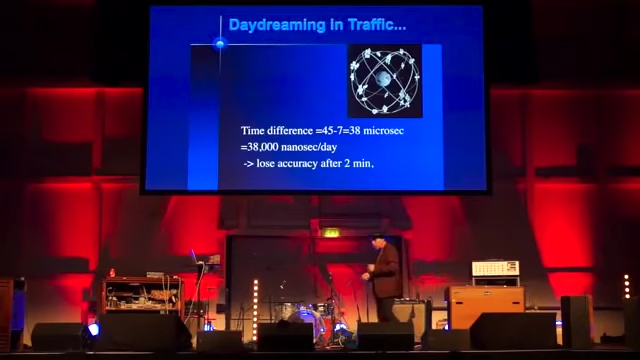 Daydreaming in Traffic...
Time difference =45-7=38 microsec
=38,000 nanosec/day
-> lose accuracy after 2 min.